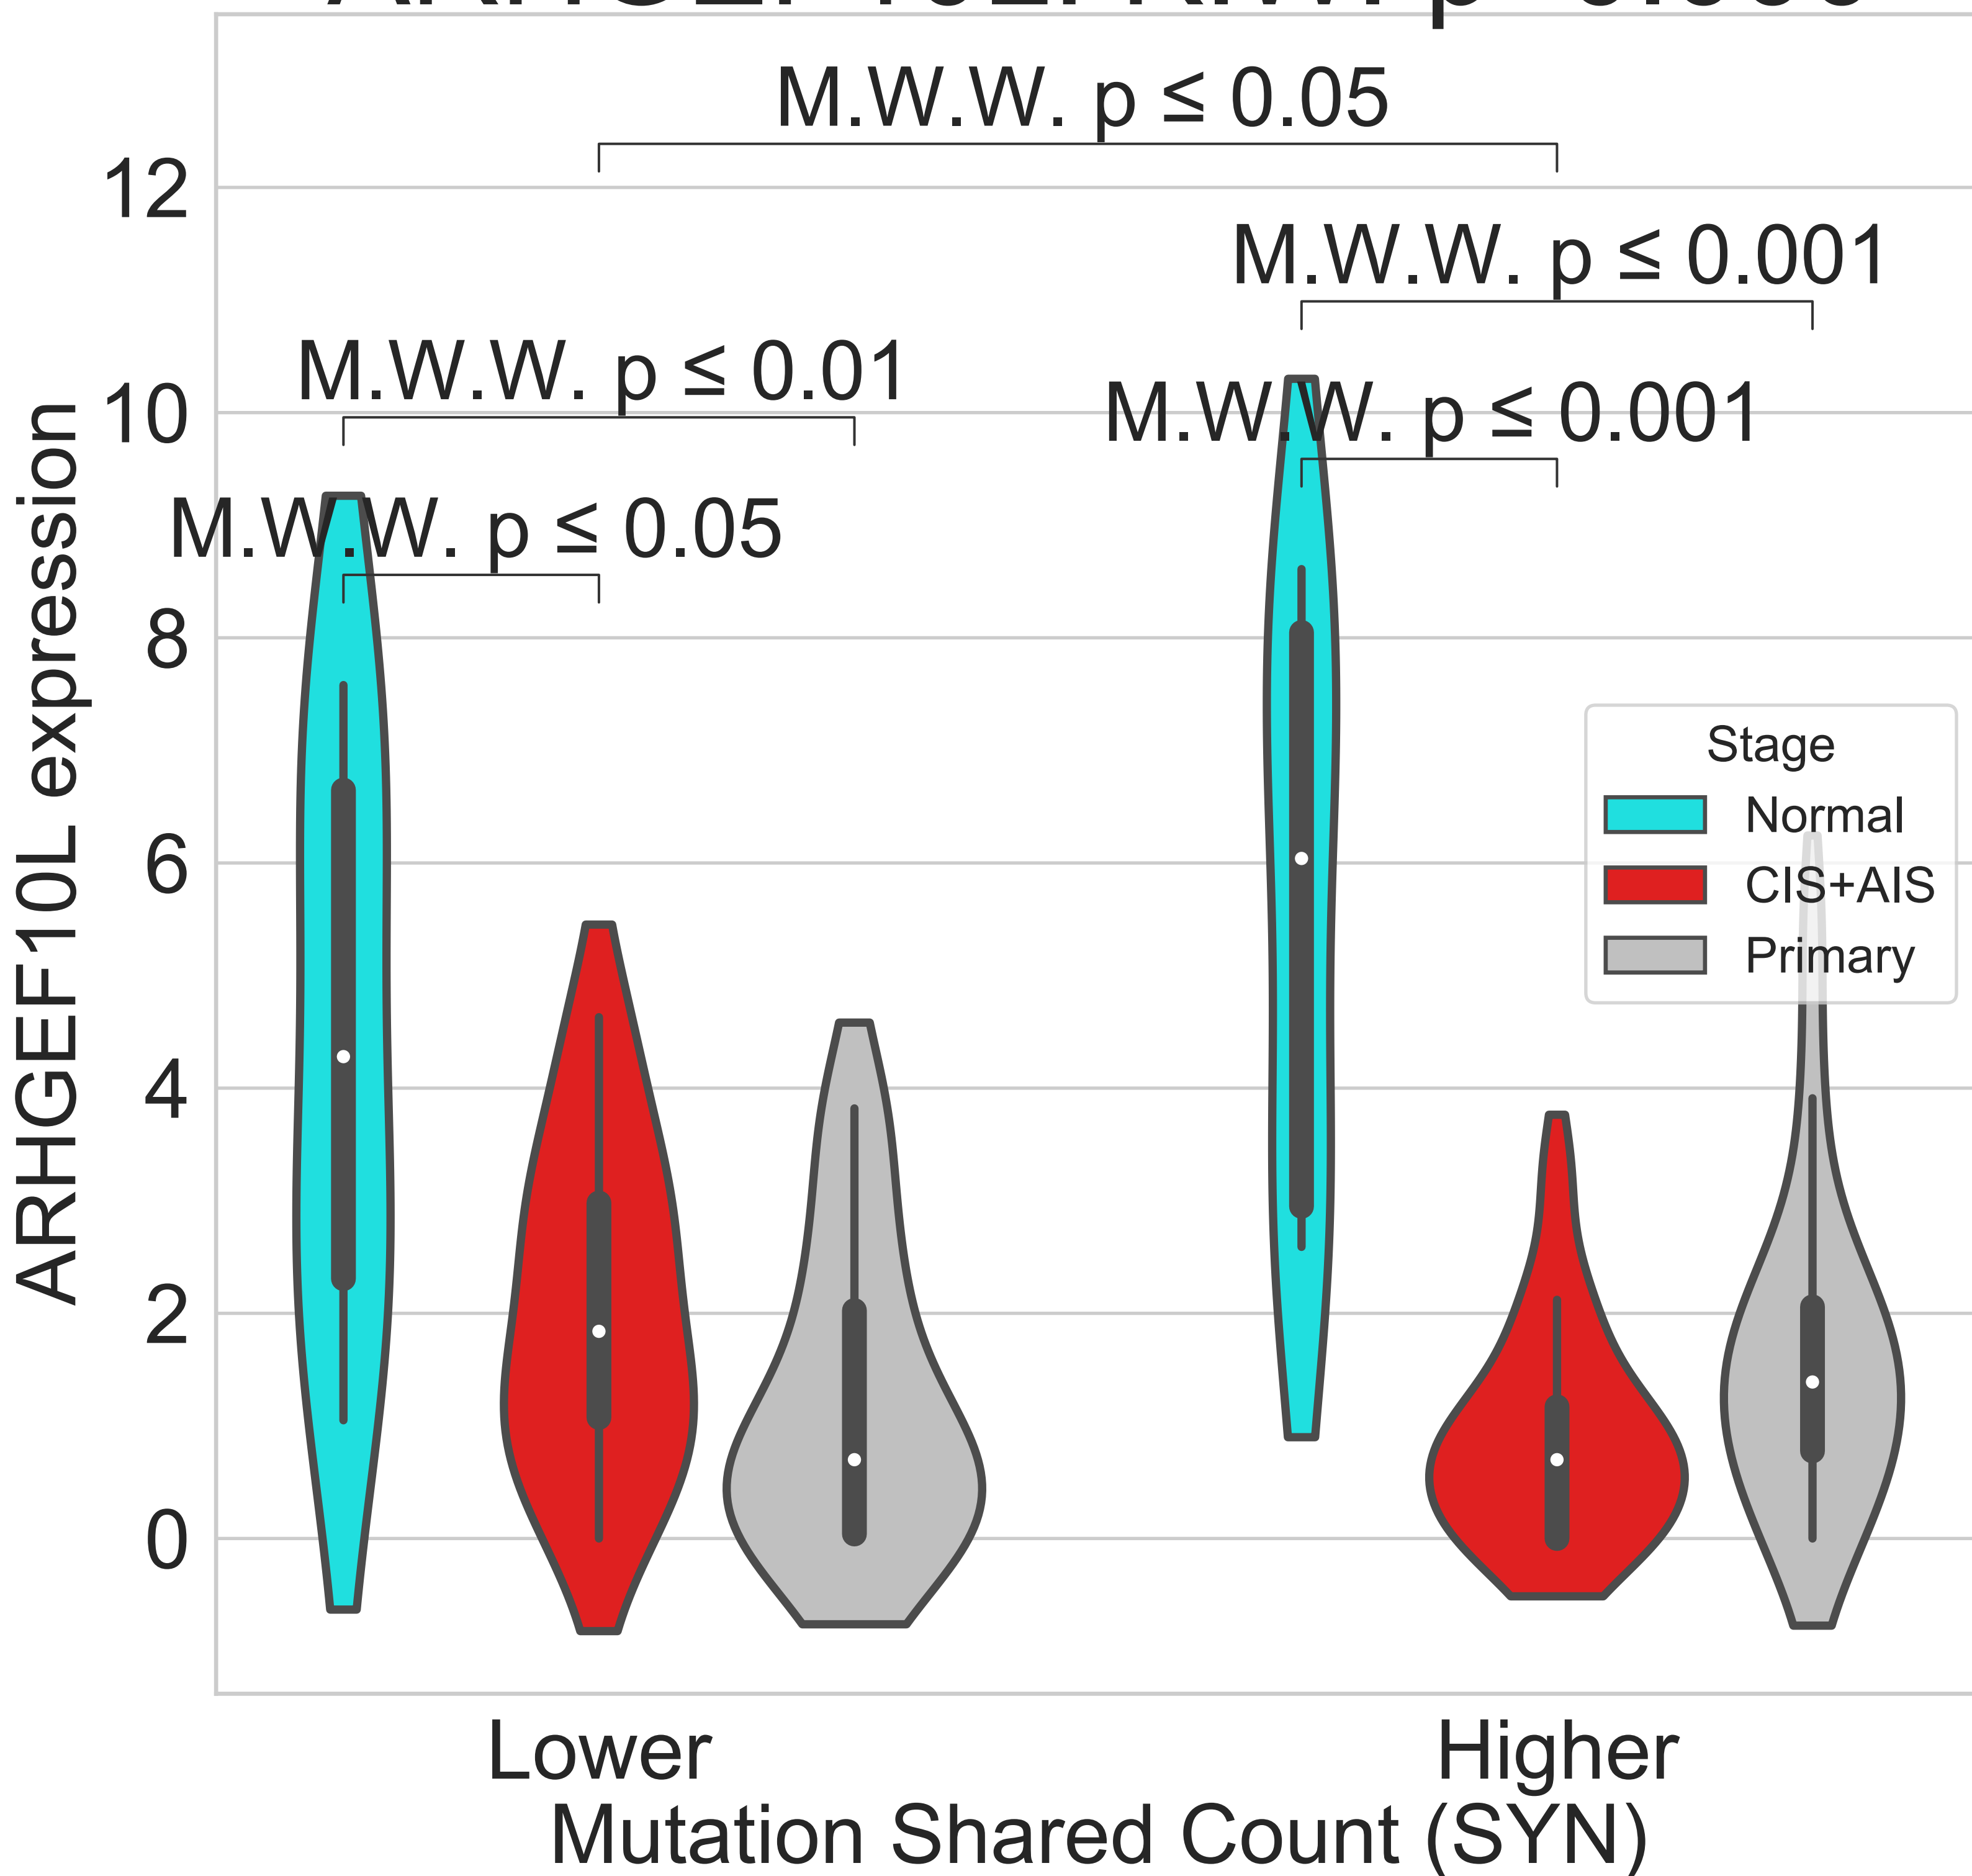 M.W.W. p ≤ 0.05
12
M.W.W. p ≤ 0.001
M.W.W. p ≤ 0.01
10
M.W.W. p ≤ 0.001
M.W.W. p ≤ 0.05
8
6
4
2
0
ARHGEF10L expression
Stage
Normal
CIS+AIS
Primary
Lower
Higher
Mutation Shared Count (SYN)